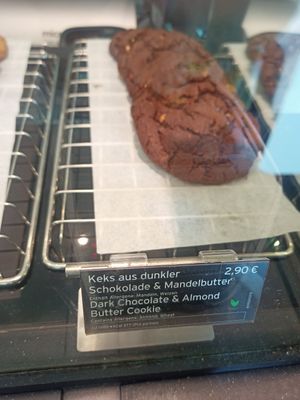 Keks aus dunkler 2,90 €
Schokolade & Mandelbutter
Enthält Allergene: Mandeln, Weizen
Dark Chocolate & Almond
Butter Cookie
Contains Allergens: Almonds, Wheat